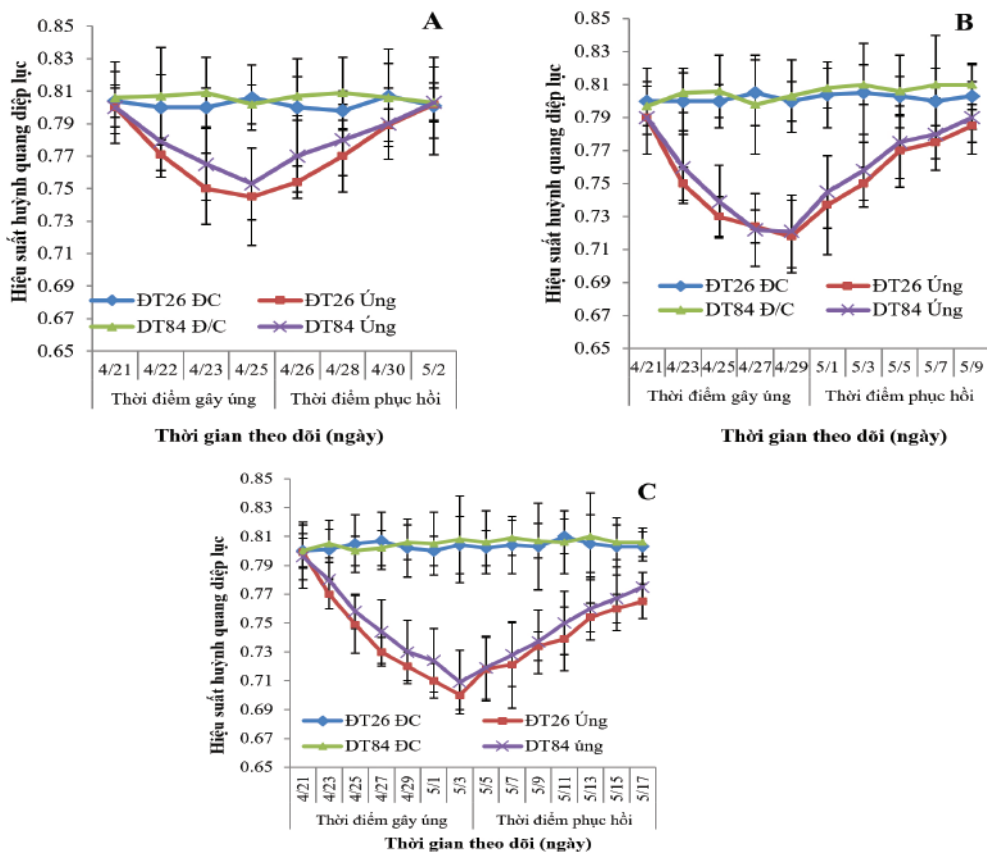 A
Hiệu suất huỳnh quang diệp lục
0.85
0.83
0.81
0.79
0.77
0.75
0.73
0.71
0.69
0.67
0.65
ĐT26 ĐC
ĐT26 Úng
DT84 Đ/C
DT84 Úng
4/21 4/22 4/23 4/25 4/26 4/28 4/30 5/2
Thời điểm gây úng Thời điểm phục hồi
Thời gian theo dõi (ngày)
B
Hiệu suất huỳnh quang diệp lục
0.85
0.83
0.81
0.79
0.77
0.75
0.73
0.71
0.69
0.67
0.65
ĐT26 ĐC
ĐT26 Úng
DT84 Đ/C
DT84 Úng
4/21 4/23 4/25 4/27 4/29 5/1 5/3 5/5 5/7 5/9
Thời điểm gây úng Thời điểm phục hồi
Thời gian theo dõi (ngày)
C
Hiệu suất huỳnh quang diệp lục
0.85
0.83
0.81
0.79
0.77
0.75
0.73
0.71
0.69
0.67
0.65
ĐT26 ĐC
ĐT26 Úng
DT84 ĐC
DT84 úng
4/21 4/23 4/25 4/27 4/29 5/1 5/3 5/5 5/7 5/9 5/11 5/13 5/15 5/17
Thời điểm gây úng Thời điểm phục hồi
Thời gian theo dõi (ngày)